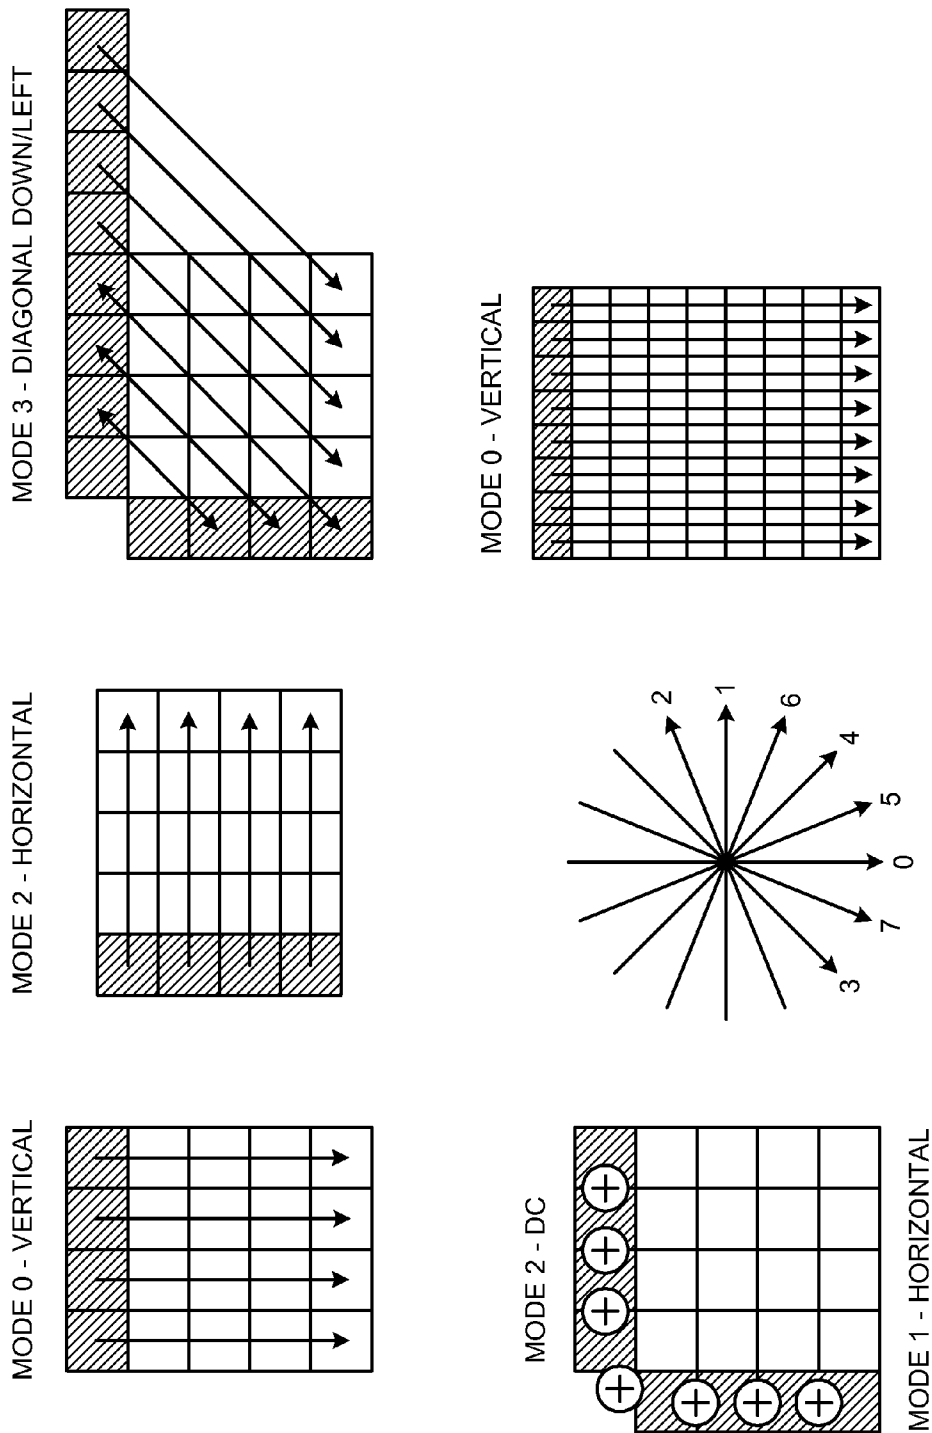 MODE 0 - VERTICAL
MODE 2 - HORIZONTAL
MODE 3 - DIAGONAL DOWN/LEFT
MODE 2 - DC
MODE 1 - HORIZONTAL
2
1
6
4
5
0
7
3
MODE 0 - VERTICAL